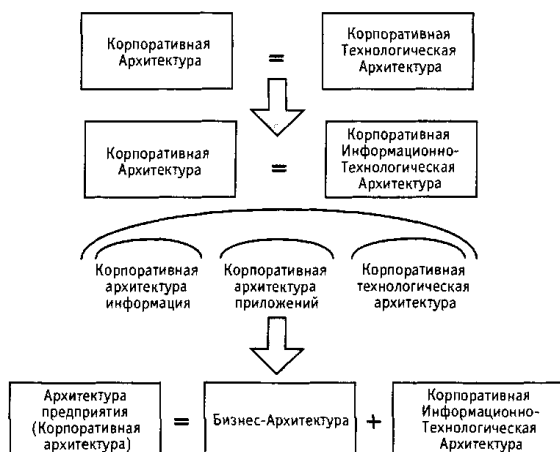 Корпоративная
Архитектура
=
Корпоративная
Технологическая
Архитектура
Корпоративная
Архитектура
=
Корпоративная
Информационно-
Технологическая
Архитектура
Корпоративная
архитектура
информация
Корпоративная
архитектура
приложений
Корпоративная
технологическая
архитектура
Архитектура
предприятия
(Корпоративная
архитектура)
=
Бизнес-Архитектура
+
Корпоративная
Информационно-
Технологическая
Архитектура